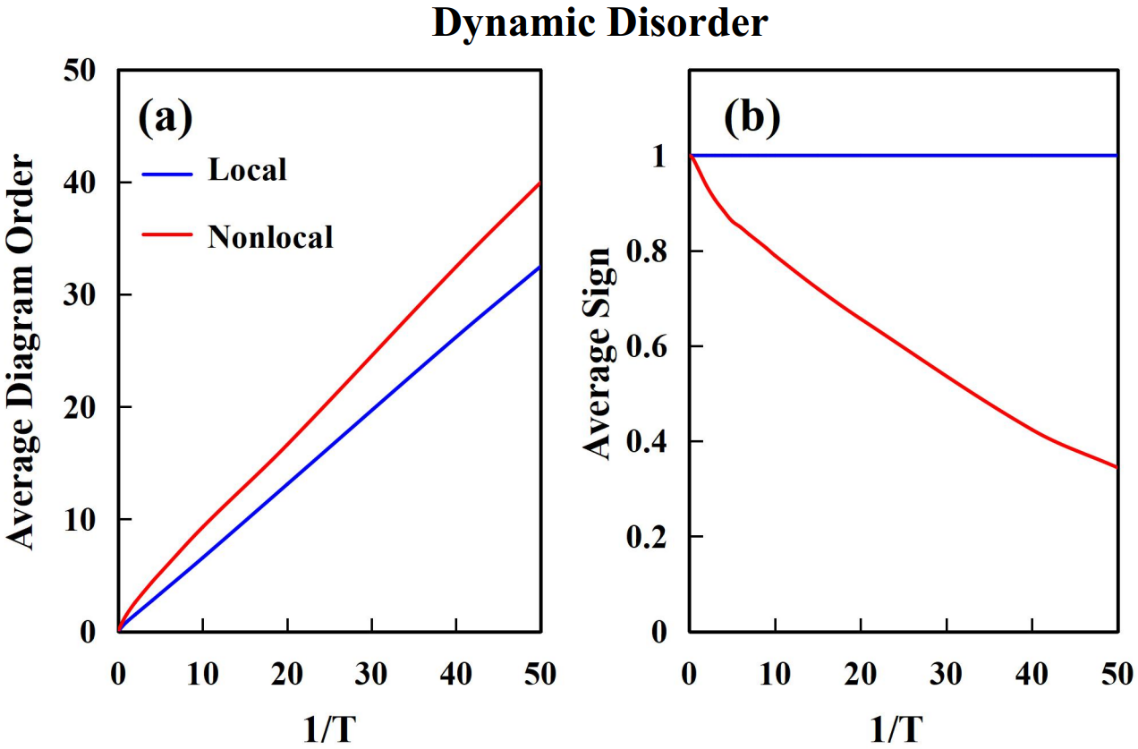 Dynamic Disorder
(a)
Local
Nonlocal
Average Diagram Order
50
40
30
20
10
0
0 10 20 30 40 50
1/T
(b)
Average Sign
1
0.8
0.6
0.4
0.2
0
0 10 20 30 40 50
1/T